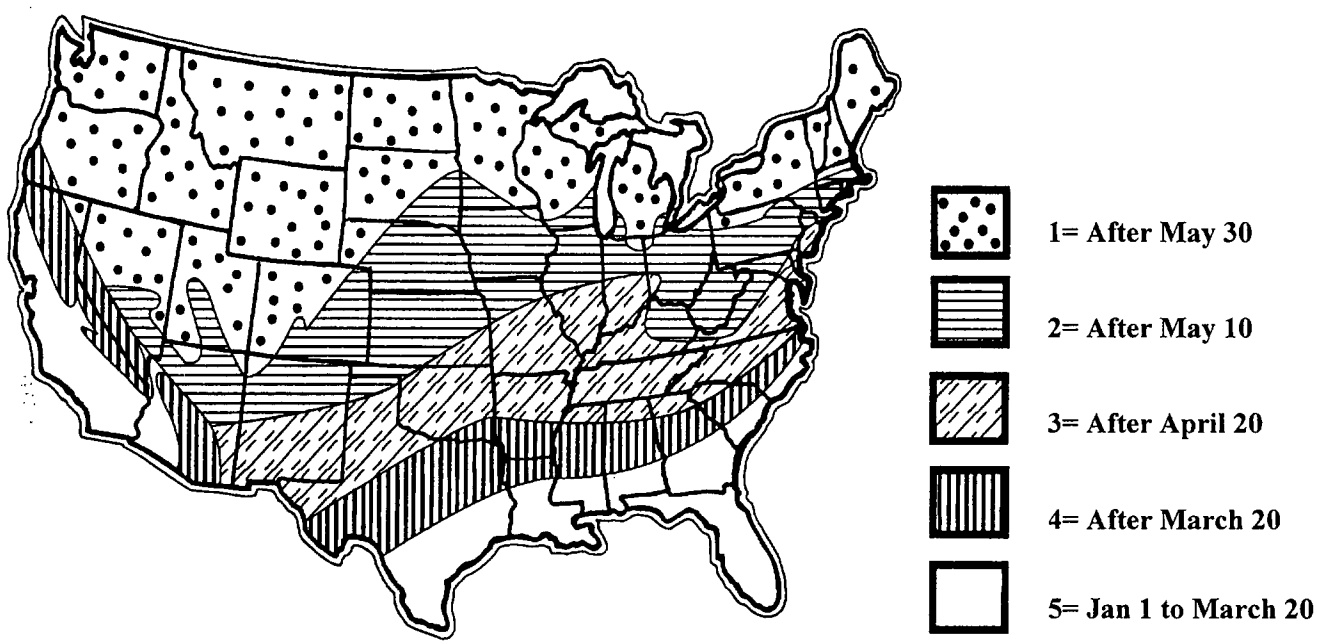 1= After May 30
2= After May 10
3= After April 20
4= After March 20
5= Jan 1 to March 20